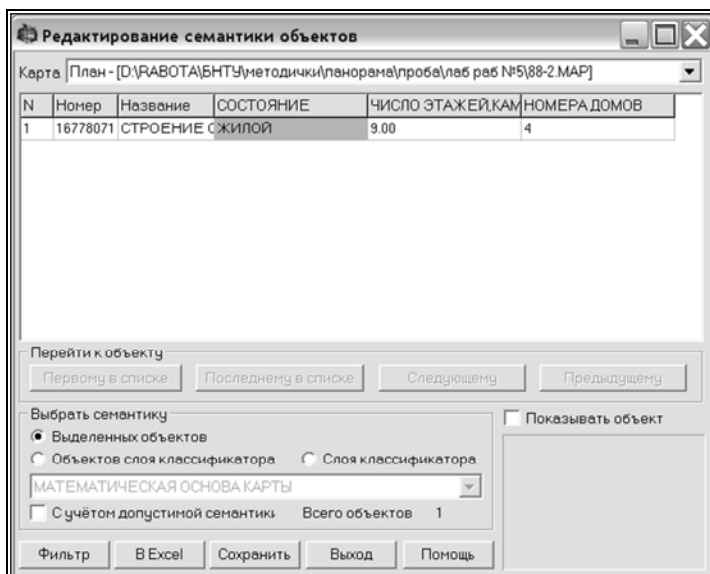 Редактирование семантики объектов
Карта План - [D:\RABOTA\БНТУ\методички\панорама\проба\лаб раб №5\88-2.MAP]
N Номер Название СОСТОЯНИЕ ЧИСЛО ЭТАЖЕЙ,КАМ НОМЕРА ДОМОВ
1 16778071 СТРОЕНИЕ О ЖИЛОЙ 9.00 4
Перейти к объекту
Первому в списке Последнему в списке Следующему Предыдущему
Выбрать семантику Показывать объект
Выделенных объектов
Объектов слоя классификатора Слоя классификатора
МАТЕМАТИЧЕСКАЯ ОСНОВА КАРТЫ
С учётом допустимой семантики Всего объектов 1
Фильтр В Excel Сохранить Выход Помощь